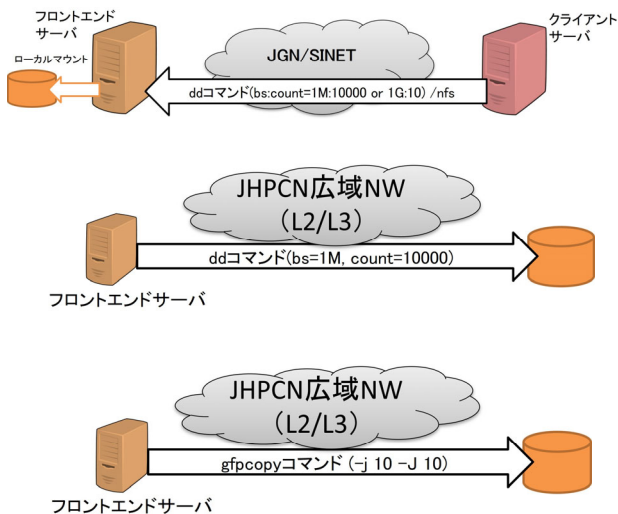 フロントエンド
サーバ
クライアント
サーバ
ローカルマウント
JGN/SINET
ddコマンド(bs:count=1M:10000 or 1G:10) /nfs
JHPCN広域NW
（L2/L3）
ddコマンド(bs=1M, count=10000)
フロントエンドサーバ
JHPCN広域NW
（L2/L3）
gfpcopyコマンド (-j 10 -J 10)
フロントエンドサーバ